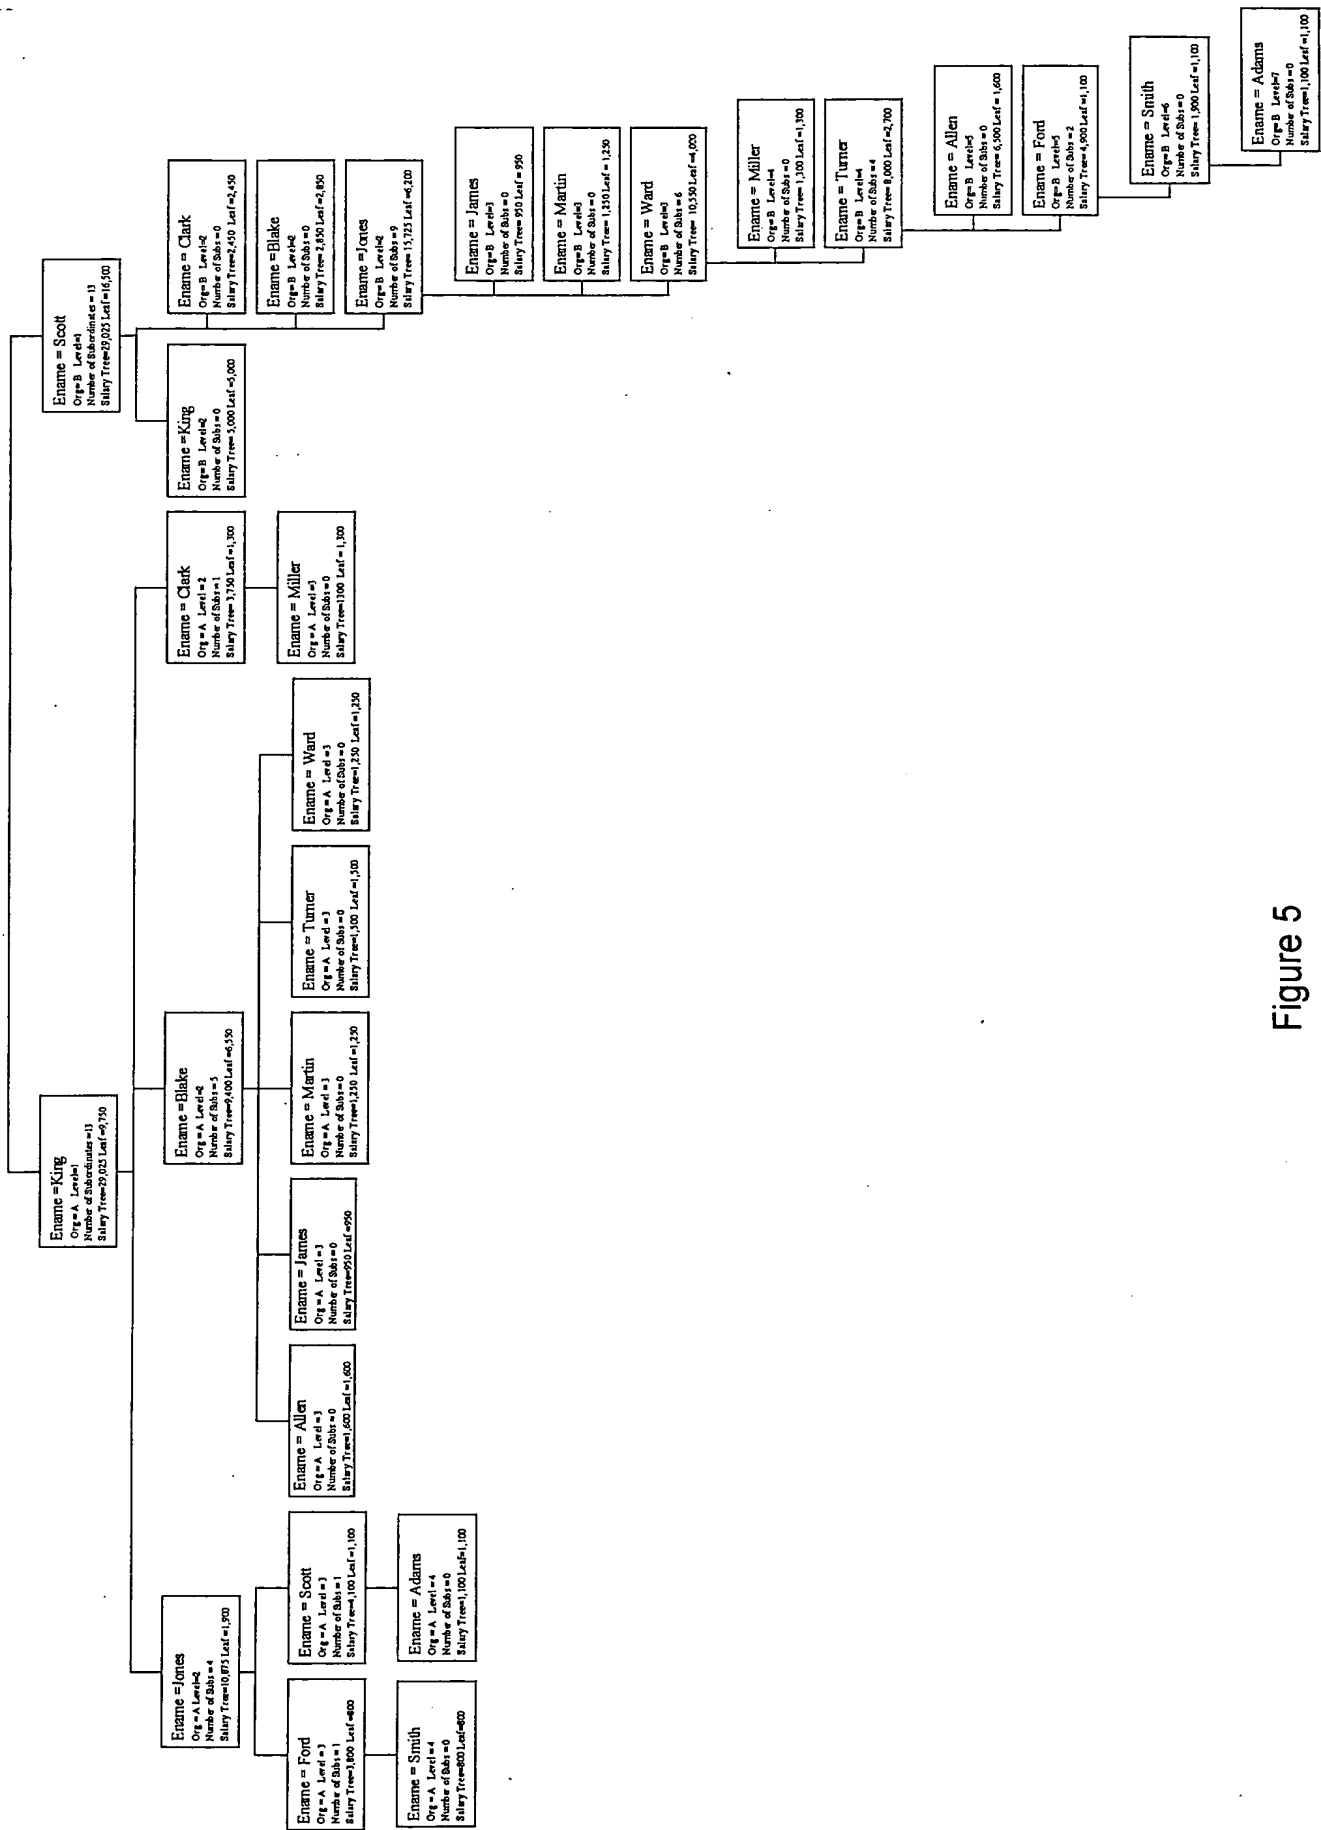 Ename =King
Org = A Level=1
Number of Subordinates =13
Salary Tree=29,025 Leaf =9,750
Ename = Scott
Org=B Level=1
Number of Subordinates = 13
Salary Tree=29,025 Leaf =16,500
Ename =Jones
Org = A Level=2
Number of Subs = 4
Salary Tree=10,875 Leaf =1,900
Ename =Blake
Org = A Level=2
Number of Subs = 5
Salary Tree=9,400 Leaf =6,550
Ename = Clark
Org = A Level = 2
Number of Subs = 1
Salary Tree= 3,750 Leaf =1,300
Ename =King
Org=B Level=2
Number of Subs =0
Salary Tree= 5,000 Leaf =5,000
Ename = Clark
Org=B Level=2
Number of Subs =0
Salary Tree=2,450 Leaf =2,450
Ename =Blake
Org=B Level=2
Number of Subs =0
Salary Tree= 2,850 Leaf =2,850
Ename =Jones
Org=B Level=2
Number of Subs =9
Salary Tree= 15,725 Leaf =6,200
Ename = Ford
Org = A Level = 3
Number of Subs = 1
Salary Tree=3,800 Leaf =800
Ename = Scott
Org = A Level = 3
Number of Subs = 1
Salary Tree=4,100 Leaf =1,100
Ename = Allen
Org = A Level = 3
Number of Subs =0
Salary Tree=1,600 Leaf =1,600
Ename = James
Org = A Level = 3
Number of Subs =0
Salary Tree=950 Leaf =950
Ename = Martin
Org = A Level = 3
Number of Subs =0
Salary Tree=1,250 Leaf =1,250
Ename = Turner
Org = A Level = 3
Number of Subs =0
Salary Tree=1,500 Leaf =1,500
Ename = Ward
Org = A Level = 3
Number of Subs =0
Salary Tree=1,250 Leaf =1,250
Ename = Miller
Org = A Level = 3
Number of Subs =0
Salary Tree=1300 Leaf = 1,300
Ename = Smith
Org = A Level = 4
Number of Subs =0
Salary Tree=800 Leaf=800
Ename = Adams
Org = A Level = 4
Number of Subs =0
Salary Tree=1,100 Leaf=1,100
Ename = James
Org=B Level=3
Number of Subs =0
Salary Tree= 950 Leaf = 950
Ename = Martin
Org=B Level=3
Number of Subs =0
Salary Tree= 1,250 Leaf = 1,250
Ename = Ward
Org=B Level=3
Number of Subs = 6
Salary Tree= 10,550 Leaf =4,000
Ename = Miller
Org=B Level=4
Number of Subs =0
Salary Tree= 1,300 Leaf =1,300
Ename = Turner
Org=B Level=4
Number of Subs = 4
Salary Tree= 8,000 Leaf =2,700
Ename = Allen
Org=B Level=5
Number of Subs =0
Salary Tree= 6,500 Leaf = 1,600
Ename = Ford
Org=B Level=5
Number of Subs = 2
Salary Tree= 4,900 Leaf =1,100
Ename = Smith
Org=B Level=6
Number of Subs =0
Salary Tree= 1,900 Leaf =1,100
Ename = Adams
Org=B Level=7
Number of Subs =0
Salary Tree=1,100 Leaf =1,100
Figure 5